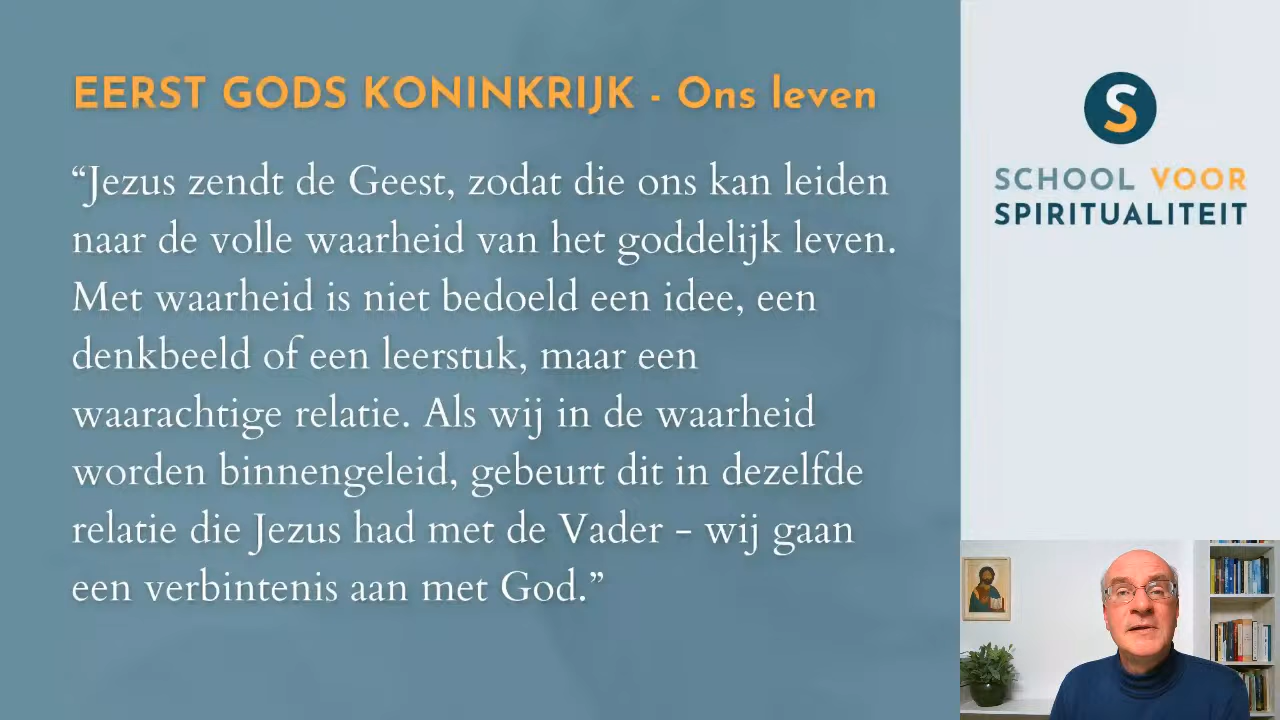 EERST GODS KONINKRIJK - Ons leven
“Jezus zendt de Geest, zodat die ons kan leiden
naar de volle waarheid van het goddelijk leven.
Met waarheid is niet bedoeld een idee, een
denkbeeld of een leerstuk, maar een
waarachtige relatie. Als wij in de waarheid
worden binnengeleid, gebeurt dit in dezelfde
relatie die Jezus had met de Vader - wij gaan
een verbintenis aan met God.”
S
SCHOOL VOOR
SPIRITUALITEIT